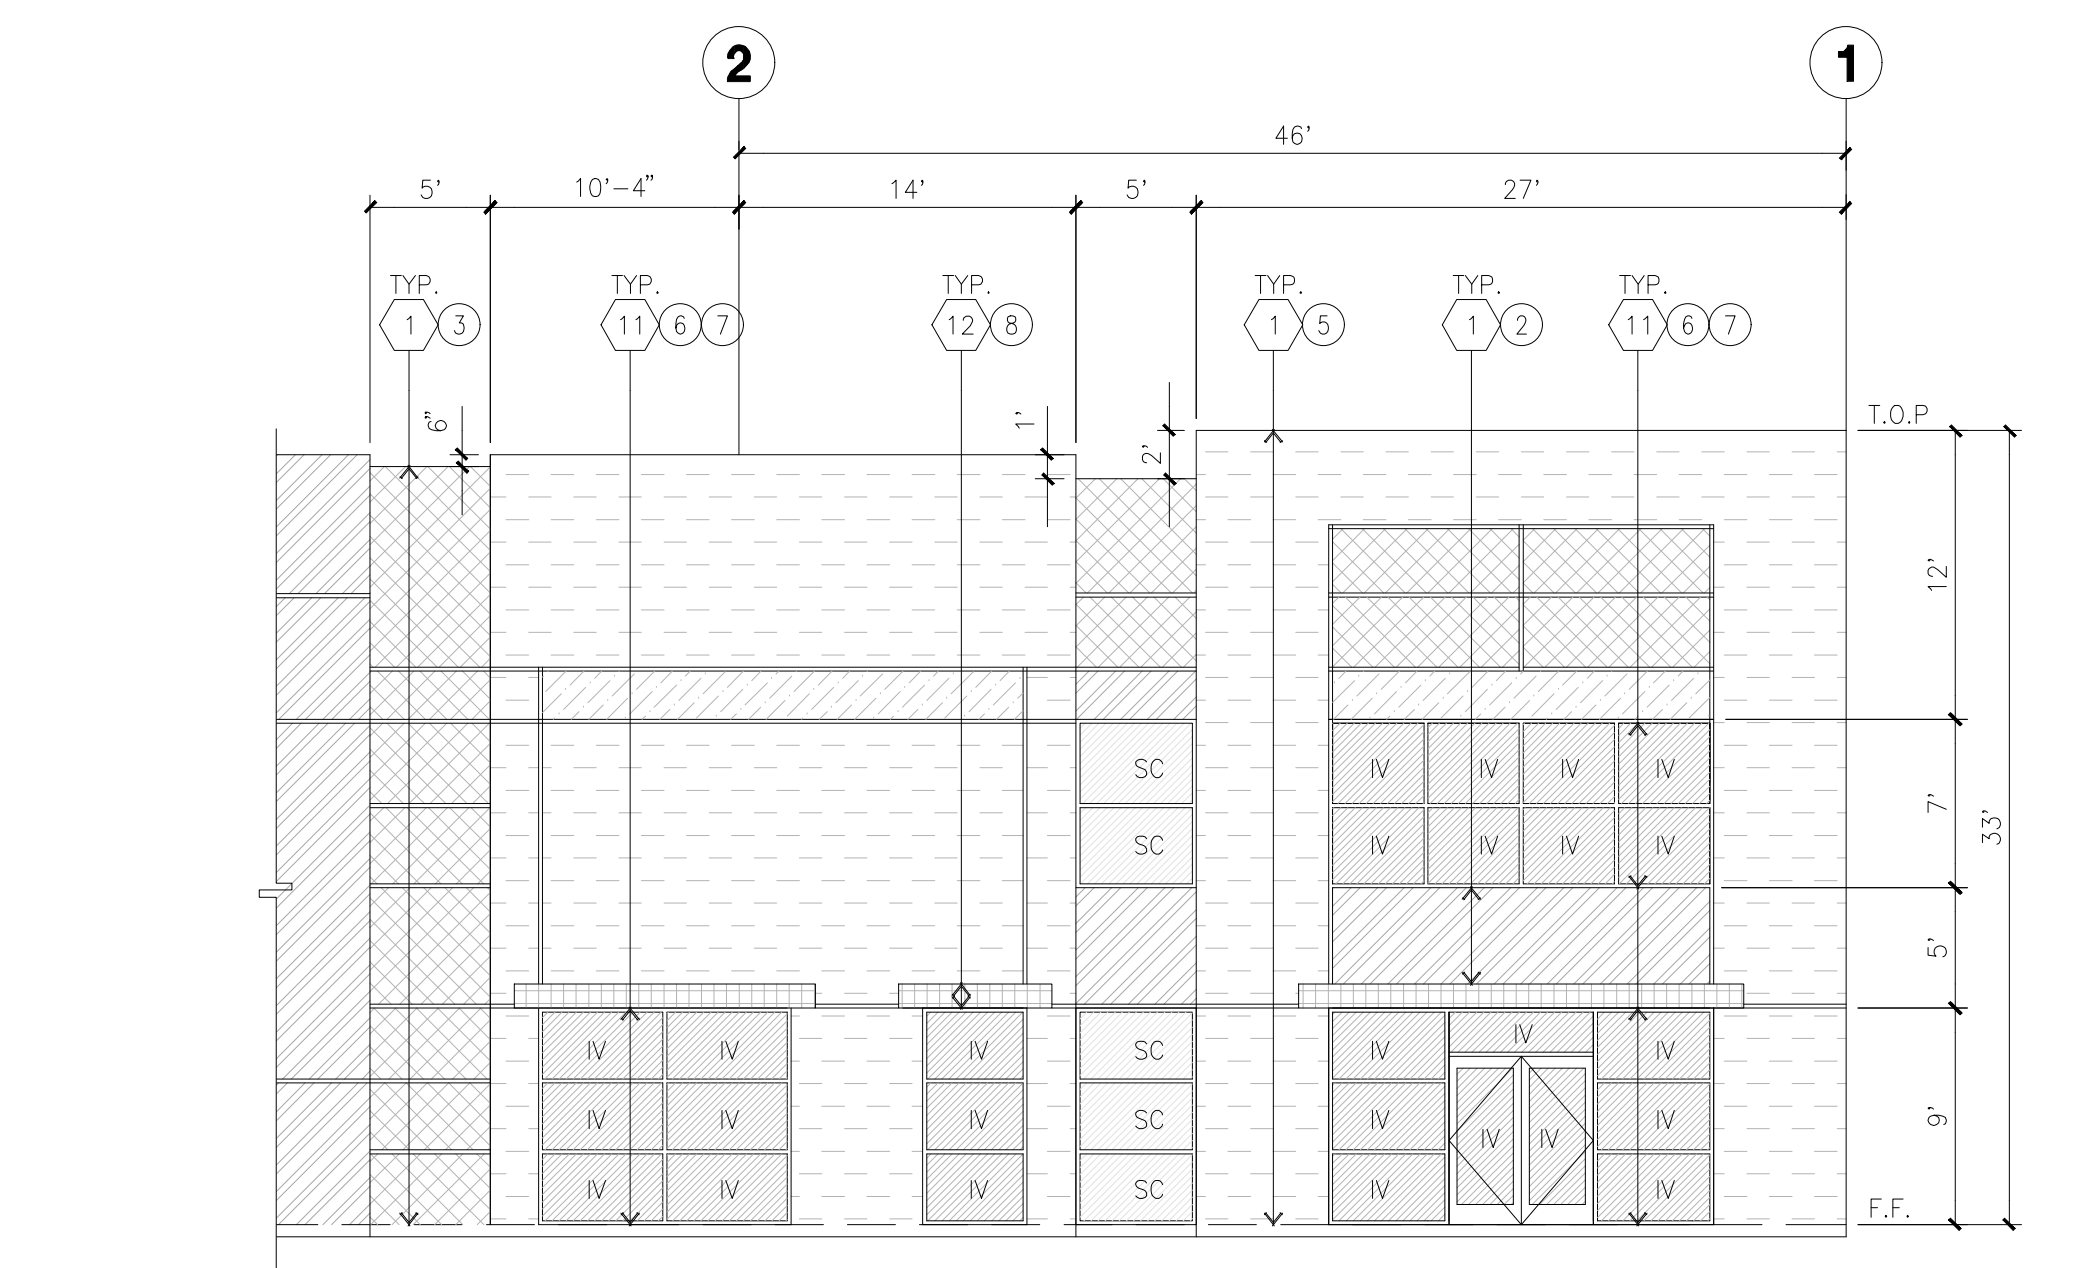 2 1
46'
5' 10'-4" 14' 5' 27'
TYP. TYP. TYP. TYP. TYP. TYP.
1 3 11 6 7 12 8 1 5 1 2 11 6 7
6" 1' 2' T.O.P
12'
SC IV IV IV IV
7'
33'
SC IV IV IV IV
5'
IV IV IV SC IV IV IV
IV IV IV SC IV IV IV IV IV
9'
IV IV IV SC IV IV
F.F.